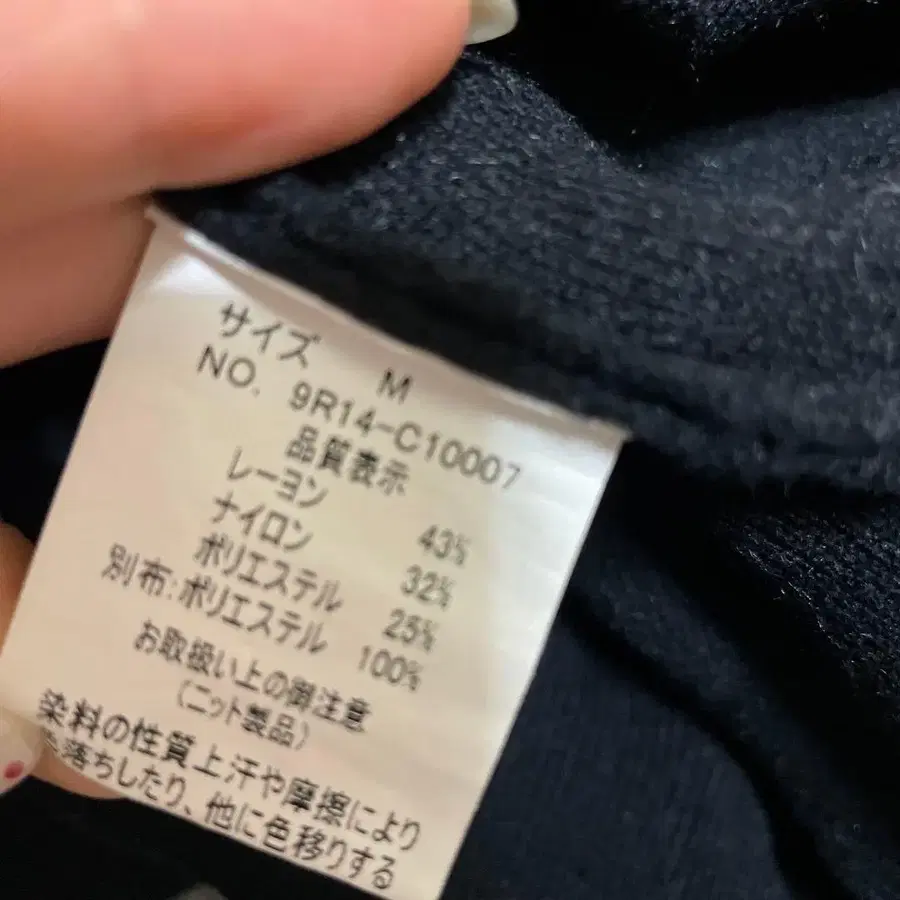 サイズ M
NO. 9R14-C10007
品質表示
レーヨン 43%
ナイロン 32%
ポリエステル 25%
別布:ポリエステル 100%
お取扱い上の御注意
(ニット製品)
染料の性質上汗や摩擦により
色落ちしたり、他に色移りする